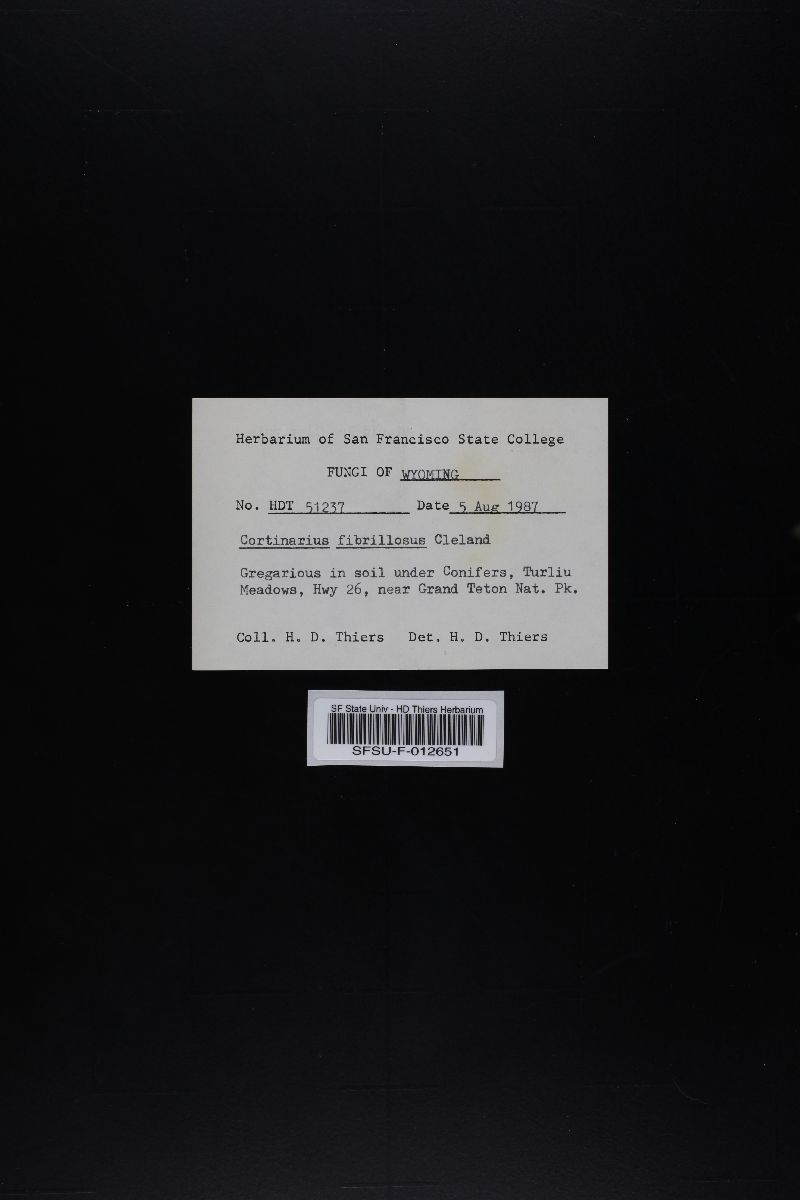 Herbarium of San Francisco State College
FUNGI OF WYOMING
No. HDT 51237 Date 5 Aug 1987
Cortinarius fibrillosus Cleland
Gregarious in soil under Conifers, Turliu
Meadows, Hwy 26, near Grand Teton Nat. Pk.
Coll. H. D. Thiers Det. H. D. Thiers
SF State Univ - HD Thiers Herbarium
SFSU-F-012651